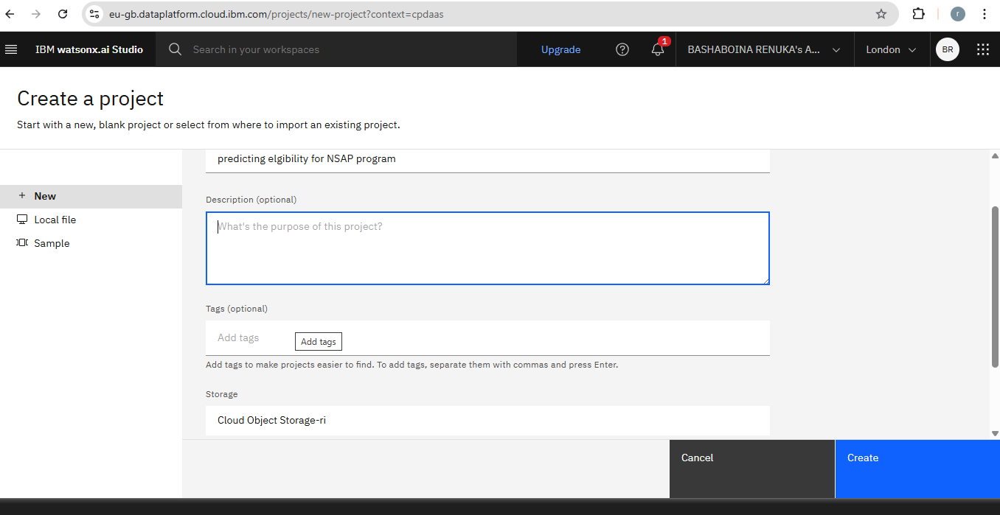 eu-gb.dataplatform.cloud.ibm.com/projects/new-project?context=cpdaas
r
IBM watsonx.ai Studio
Search in your workspaces
Upgrade
1
BASHABOINA RENUKA's A...
London
BR
Create a project
Start with a new, blank project or select from where to import an existing project.
New
Local file
Sample
predicting elgibility for NSAP program
Description (optional)
What's the purpose of this project?
Tags (optional)
Add tags
Add tags
Add tags to make projects easier to find. To add tags, separate them with commas and press Enter.
Storage
Cloud Object Storage-ri
Cancel
Create